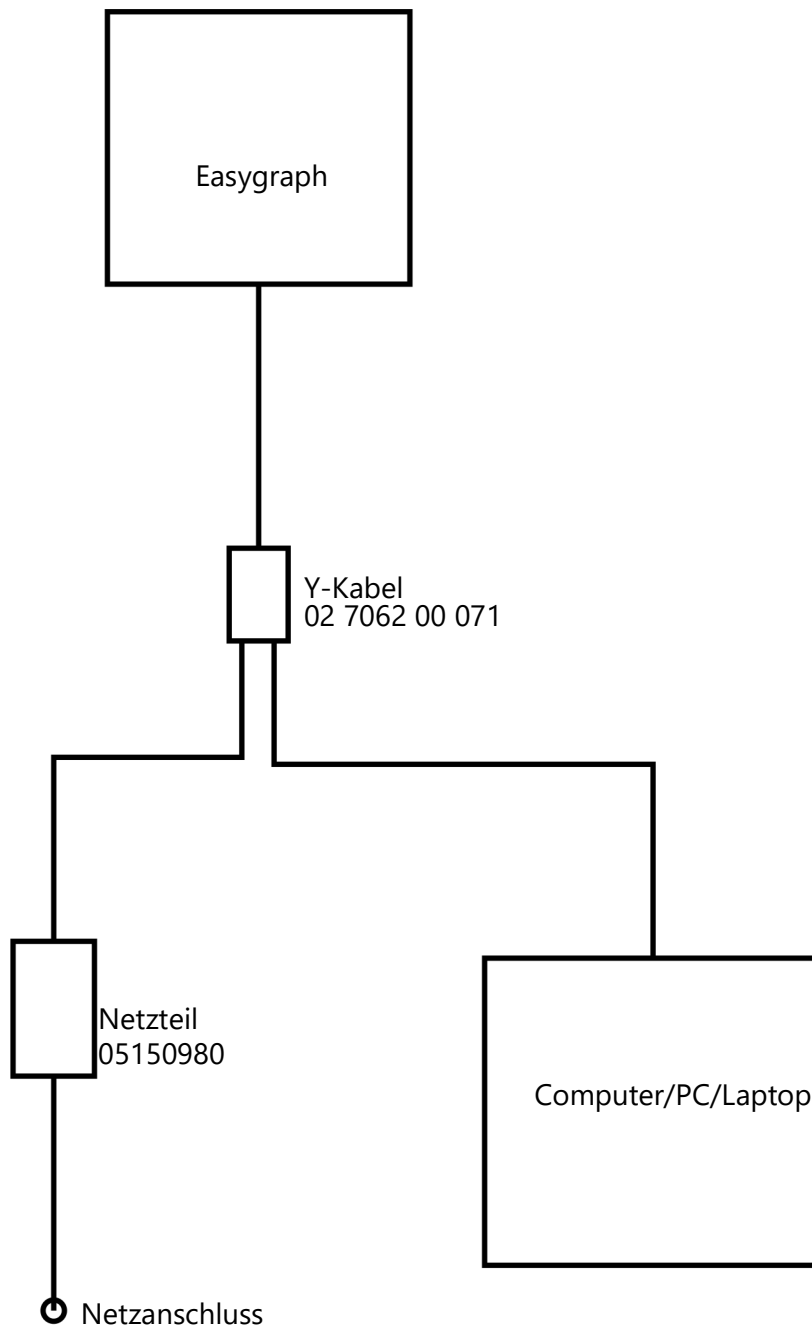 Easygraph
Y-Kabel
02 7062 00 071
Netzteil
05150980
Computer/PC/Laptop
Netzanschluss